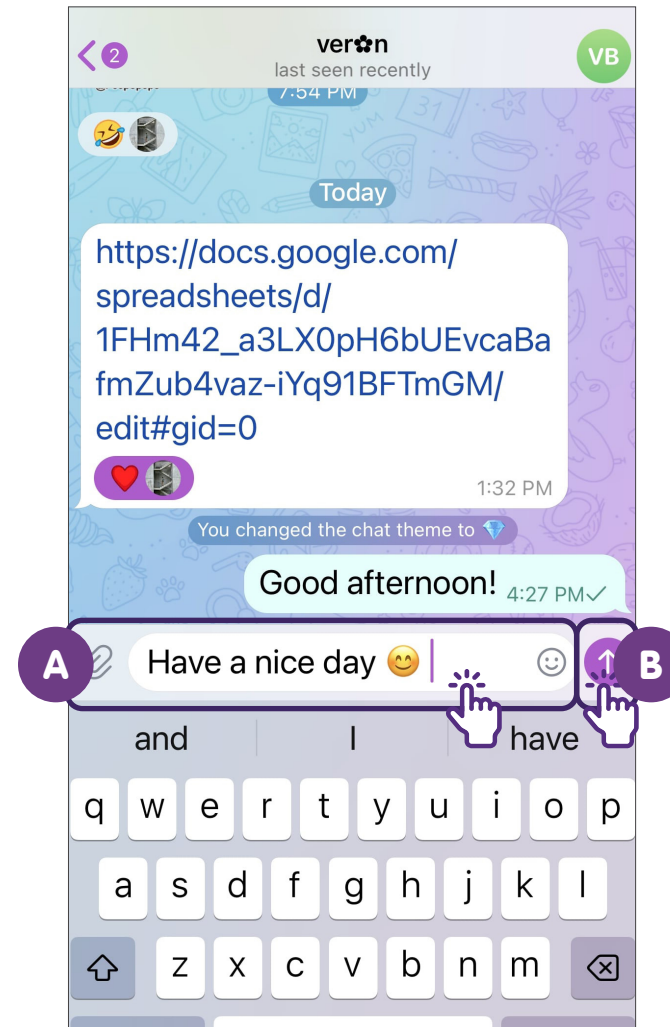 2
ver✿n
VB
last seen recently
7:54 PM
🤣
Today
https://docs.google.com/
spreadsheets/d/
1FHm42_a3LX0pH6bUEvcaBa
fmZub4vaz-iYq91BFTmGM/
edit#gid=0
❤️ 1:32 PM
You changed the chat theme to 💎
Good afternoon! 4:27 PM✓
A Have a nice day 😊 B
and I have
q w e r t y u i o p
a s d f g h j k l
z x c v b n m